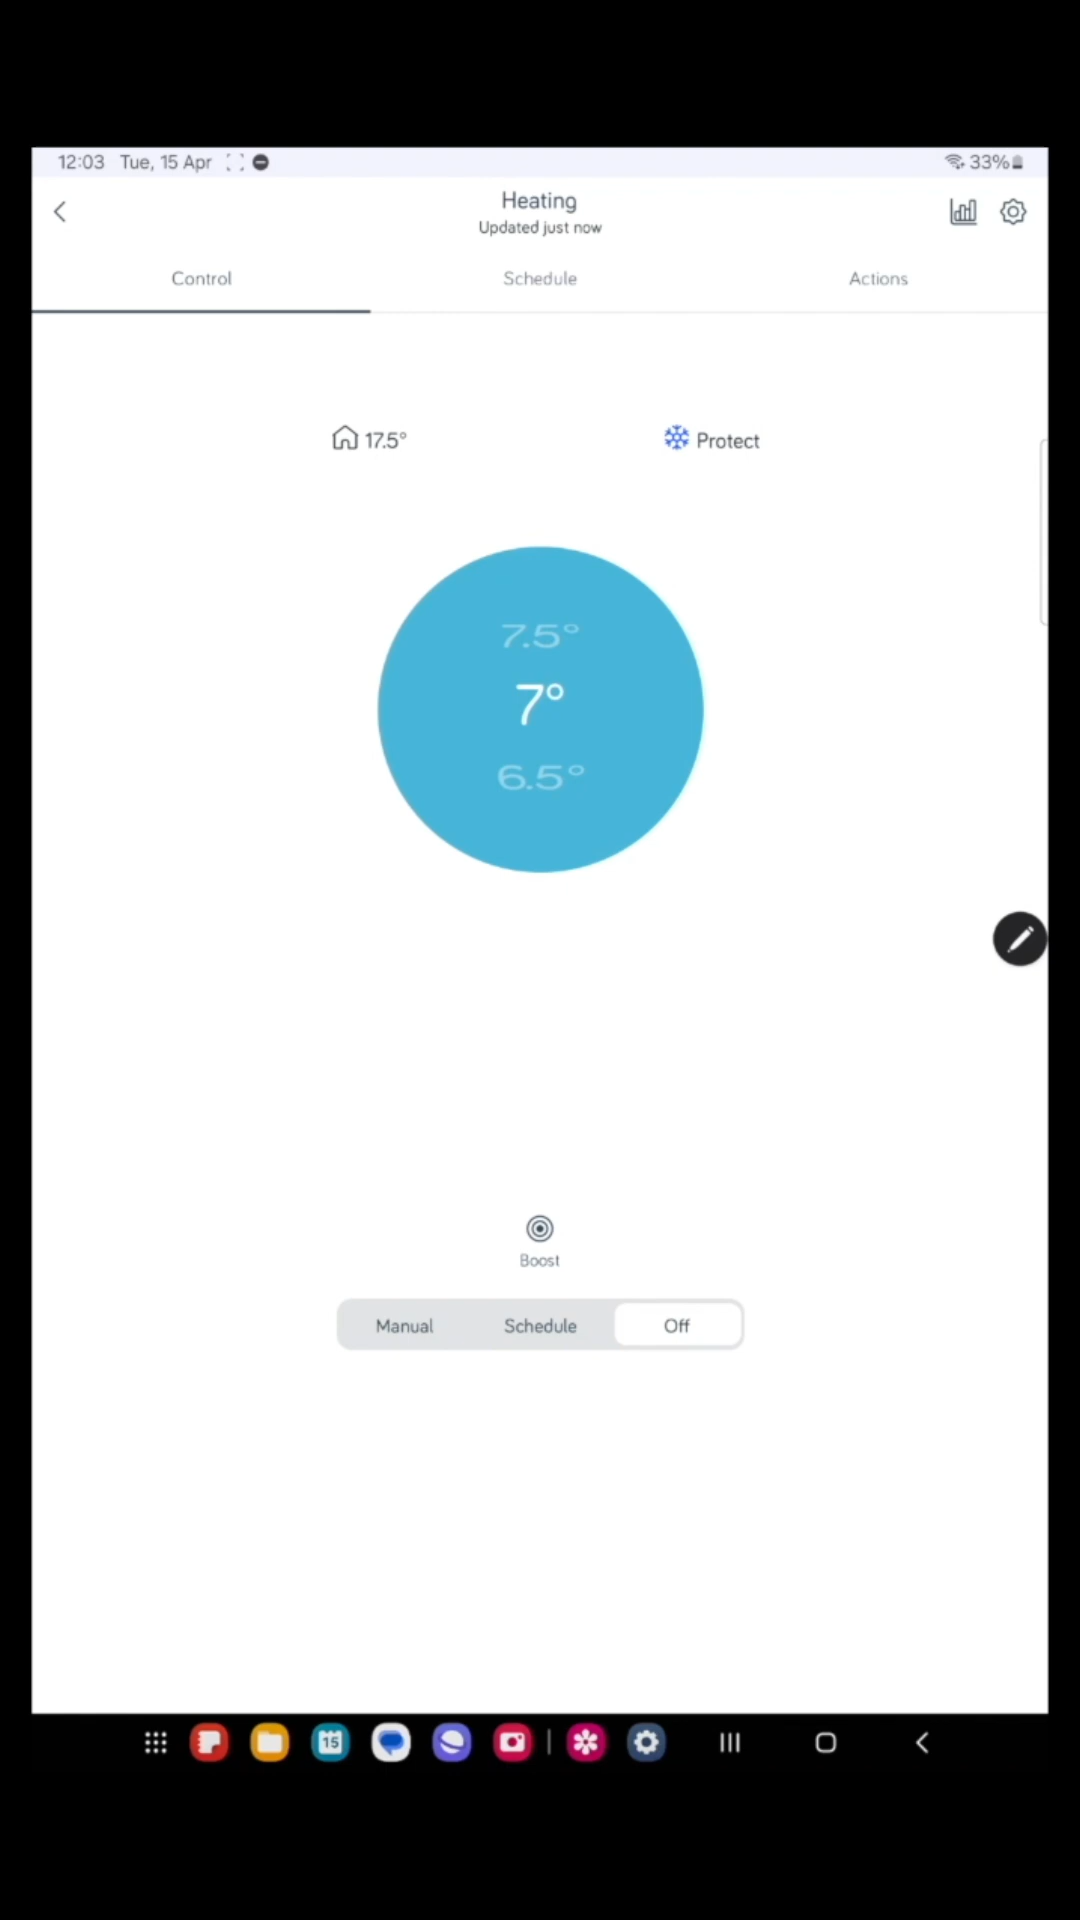 12:03 Tue, 15 Apr 33%
Heating
Updated just now
Control Schedule Actions
17.5° Protect
7.5°
7°
6.5°
Boost
Manual Schedule Off
15